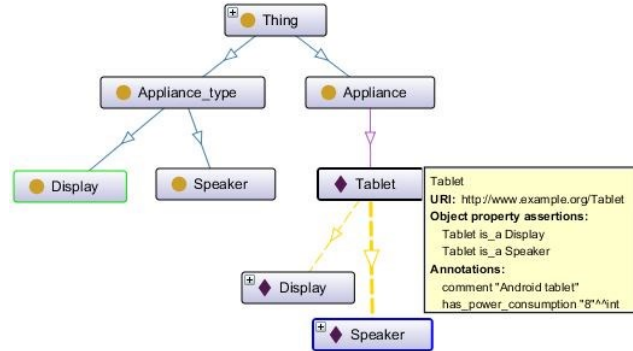 Thing
Appliance_type
Appliance
Display
Speaker
Tablet
Tablet
URI: http://www.example.org/Tablet
Object property assertions:
Tablet is_a Display
Tablet is_a Speaker
Annotations:
comment "Android tablet"
has_power_consumption "8"^^int
Display
Speaker